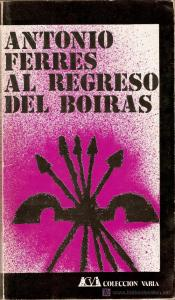 ANTONIO
FERRES
AL REGRESO
DEL BOIRAS
COLECCION VARIA